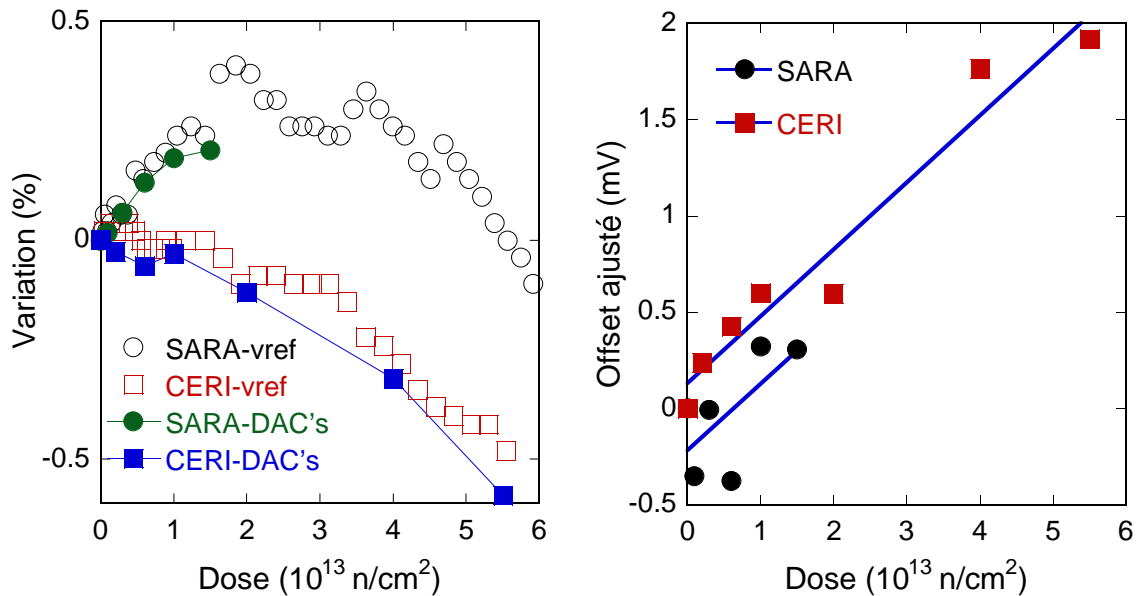 0.5
0
-0.5
Variation (%)
SARA-vref
CERI-vref
SARA-DAC's
CERI-DAC's
0 1 2 3 4 5 6
Dose (10¹³ n/cm²)
2
1.5
1
0.5
0
-0.5
Offset ajusté (mV)
SARA
CERI
0 1 2 3 4 5 6
Dose (10¹³ n/cm²)